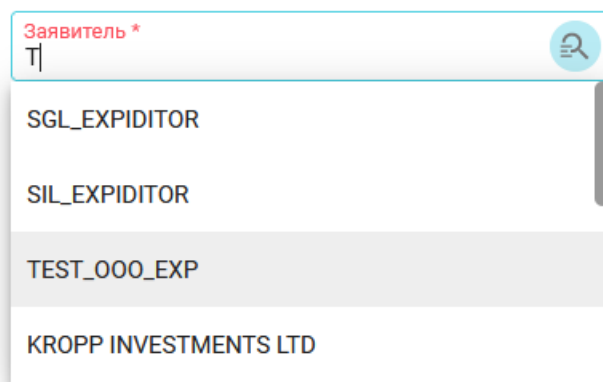 Заявитель *
T
SGL_EXPIDITOR
SIL_EXPIDITOR
TEST_OOO_EXP
KROPP INVESTMENTS LTD